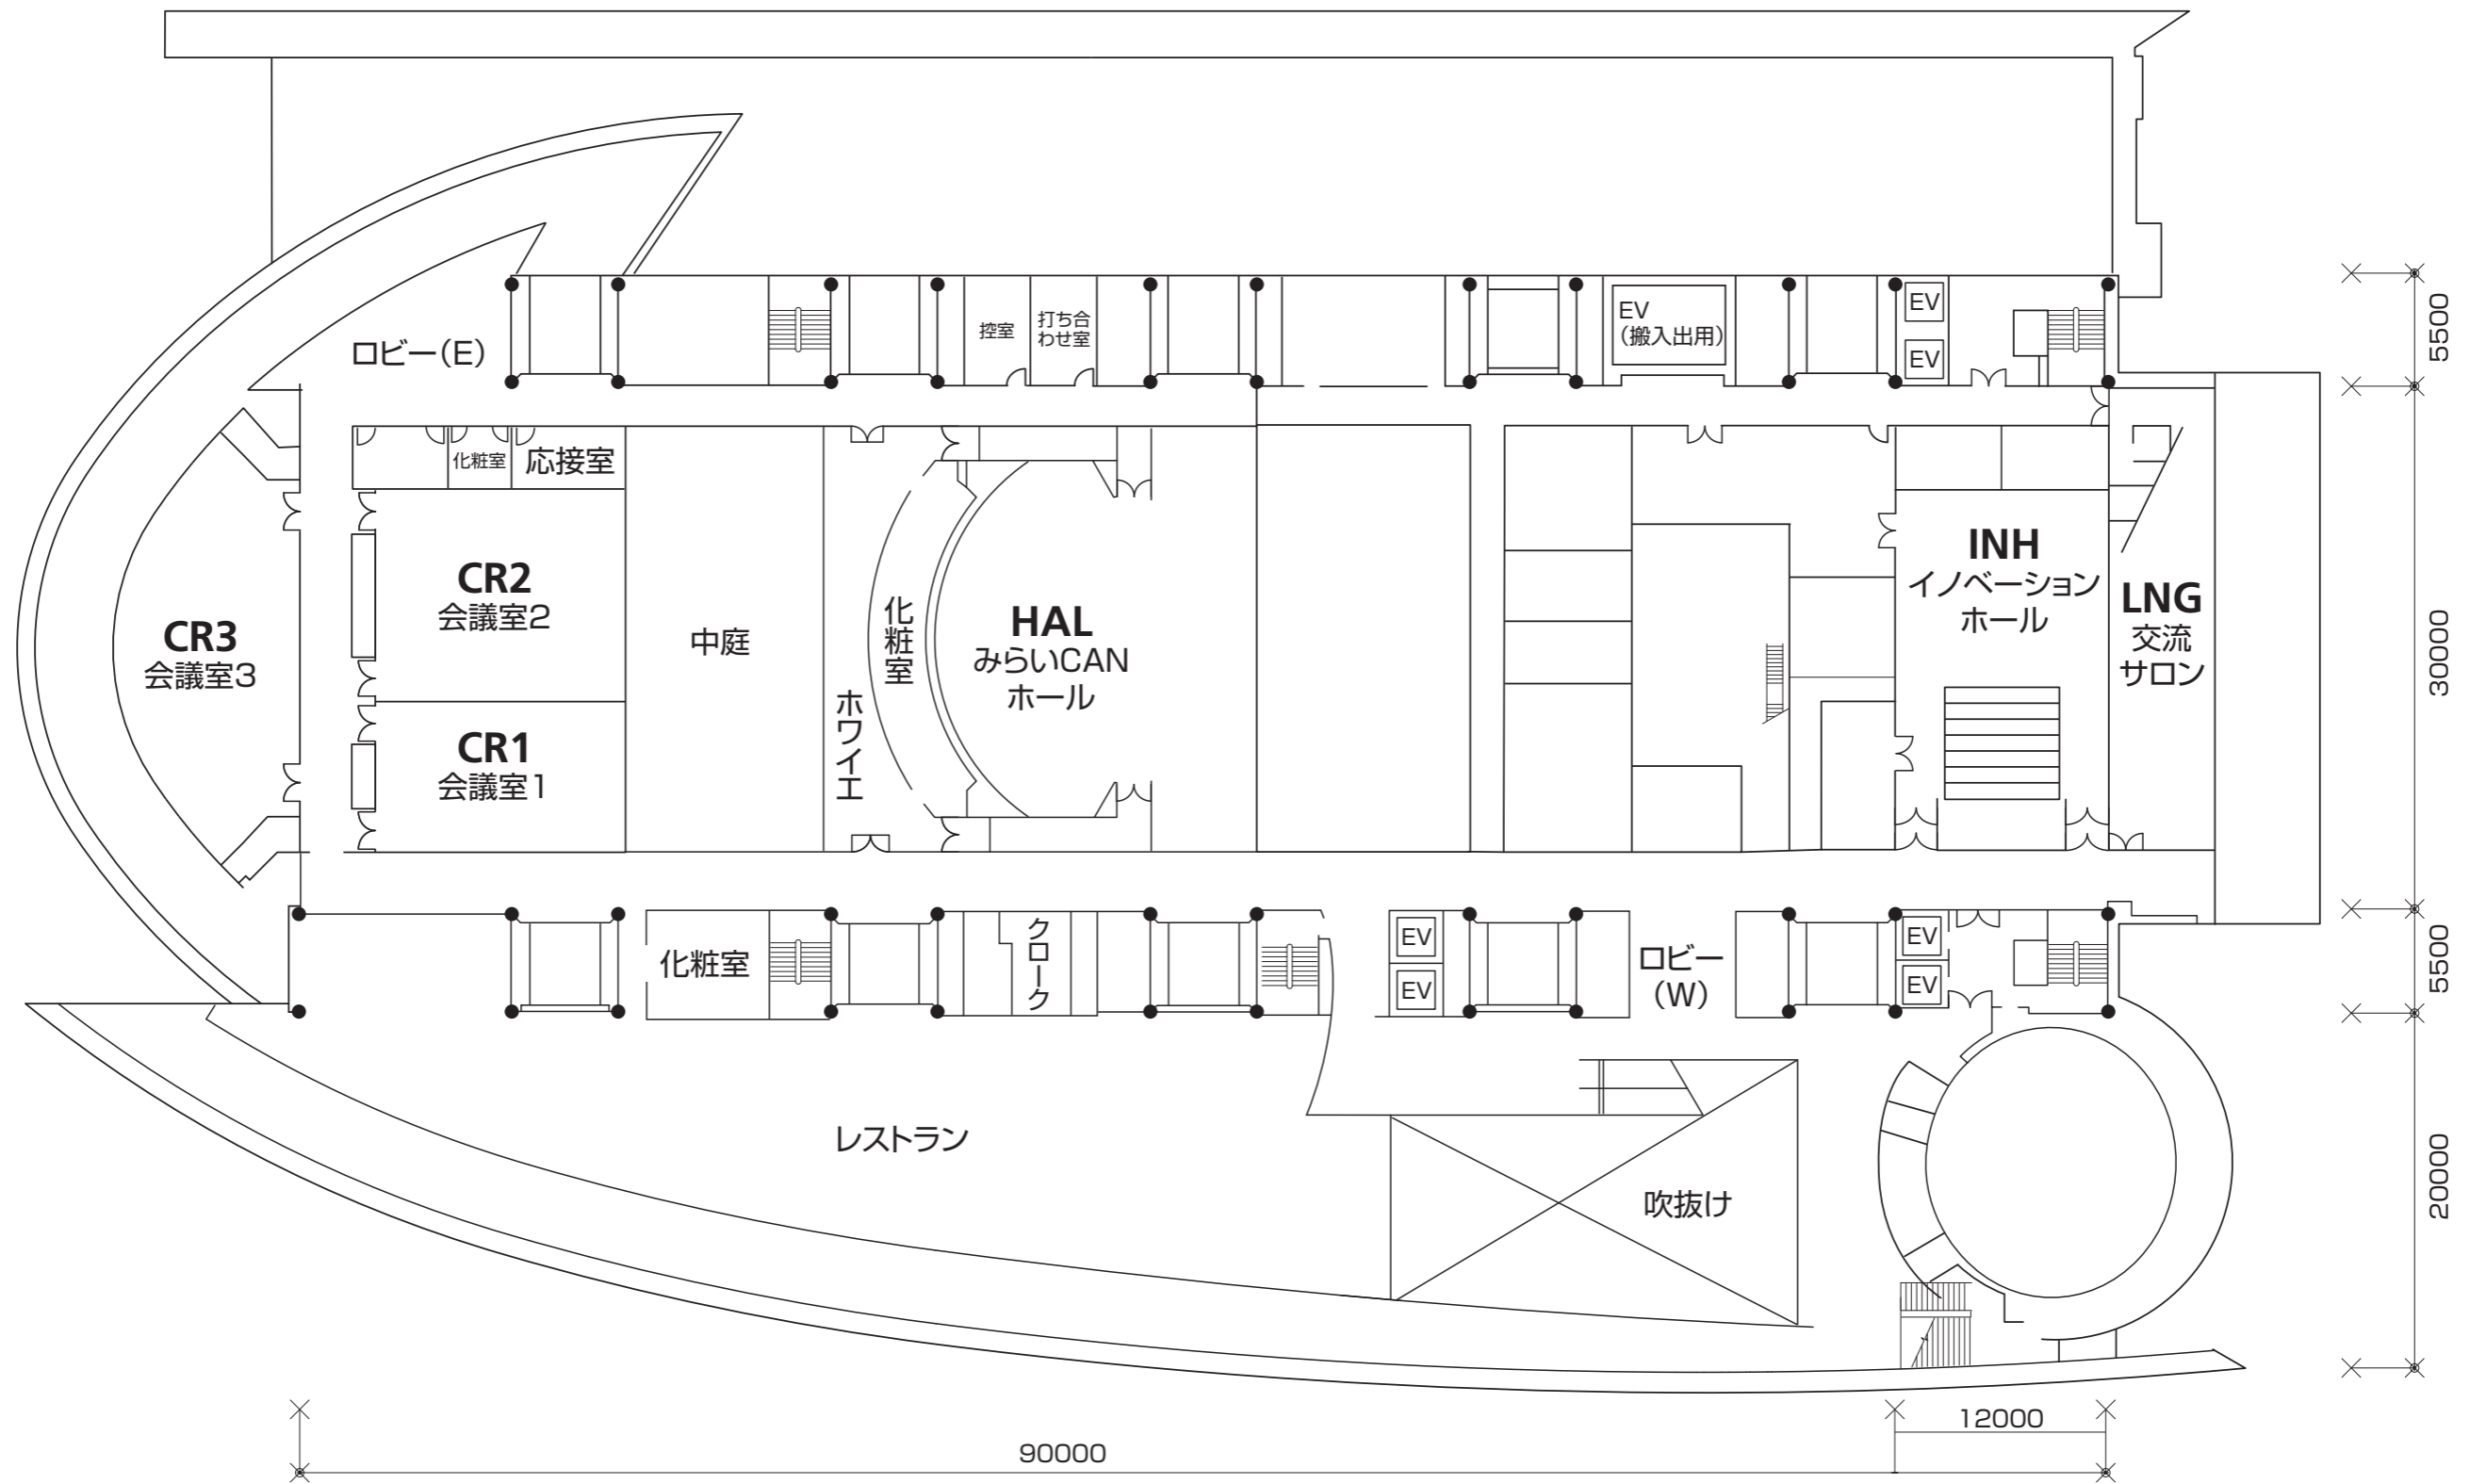 EV
EV
控室
打ち合
わせ室
EV
（搬入出用）
ロビー（E）
5500
化粧室
応接室
CR2
会議室2
CR3
会議室3
CR1
会議室1
中庭
化粧室
ホワイエ
HAL
みらいCAN
ホール
INH
イノベーション
ホール
LNG
交流
サロン
30000
化粧室
クローク
EV
EV
ロビー
（W）
EV
EV
5500
レストラン
吹抜け
20000
12000
90000